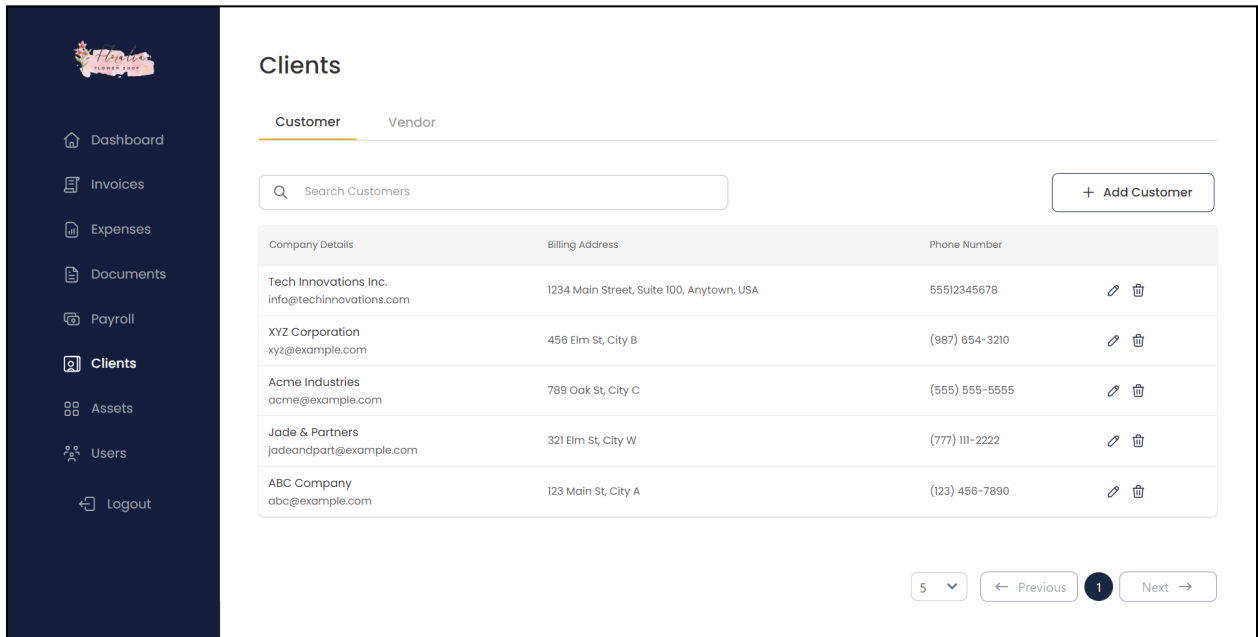 Floralia
FLOWER SHOP
Dashboard
Invoices
Expenses
Documents
Payroll
Clients
Assets
Users
Logout
Clients
Customer Vendor
Search Customers
+ Add Customer
Company Details Billing Address Phone Number
Tech Innovations Inc.
info@techinnovations.com
1234 Main Street, Suite 100, Anytown, USA 55512345678
XYZ Corporation
xyz@example.com
456 Elm St, City B (987) 654-3210
Acme Industries
acme@example.com
789 Oak St, City C (555) 555-5555
Jade & Partners
jadeandpart@example.com
321 Elm St, City W (777) 111-2222
ABC Company
abc@example.com
123 Main St, City A (123) 456-7890
5 ← Previous 1 Next →